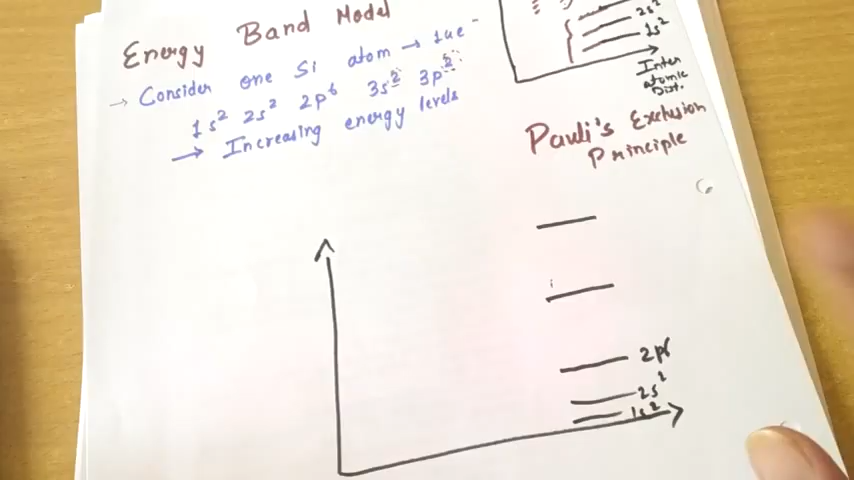 Energy Band Model
→ Consider one Si atom → 14e⁻
1s² 2s² 2p⁶ 3s² 3p²
→ Increasing energy levels
2s²
1s²
Inter
atomic
Dist.
Pauli's Exclusion
Principle
2p⁶
2s²
1s²